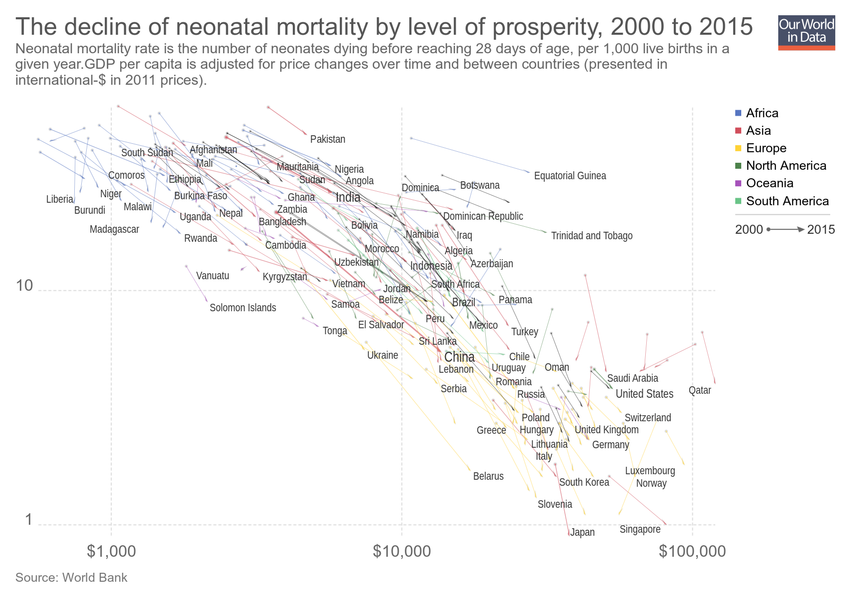 The decline of neonatal mortality by level of prosperity, 2000 to 2015
Our World
in Data
Neonatal mortality rate is the number of neonates dying before reaching 28 days of age, per 1,000 live births in a
given year.GDP per capita is adjusted for price changes over time and between countries (presented in
international-$ in 2011 prices).
Africa
Asia
Europe
North America
Oceania
South America
2000
2015
Pakistan
South Sudan
Afghanistan
Mali
Mauritania
Nigeria
Equatorial Guinea
Comoros
Ethiopia
Sudan
Angola
Dominica
Botswana
Niger
Burkina Faso
Ghana
India
Liberia
Burundi
Malawi
Zambia
Uganda
Nepal
Bangladesh
Dominican Republic
Madagascar
Bolivia
Namibia
Iraq
Trinidad and Tobago
Rwanda
Cambodia
Morocco
Algeria
Uzbekistan
Indonesia
Azerbaijan
Vanuatu
Kyrgyzstan
Vietnam
Jordan
South Africa
10
Solomon Islands
Samoa
Belize
Brazil
Panama
Tonga
El Salvador
Peru
Mexico
Turkey
Sri Lanka
Ukraine
China
Chile
Lebanon
Uruguay
Oman
Serbia
Romania
Saudi Arabia
Russia
United States
Qatar
Poland
Switzerland
Greece
Hungary
United Kingdom
Lithuania
Germany
Italy
Belarus
South Korea
Luxembourg
Norway
Slovenia
1
Japan
Singapore
$1,000
$10,000
$100,000
Source: World Bank